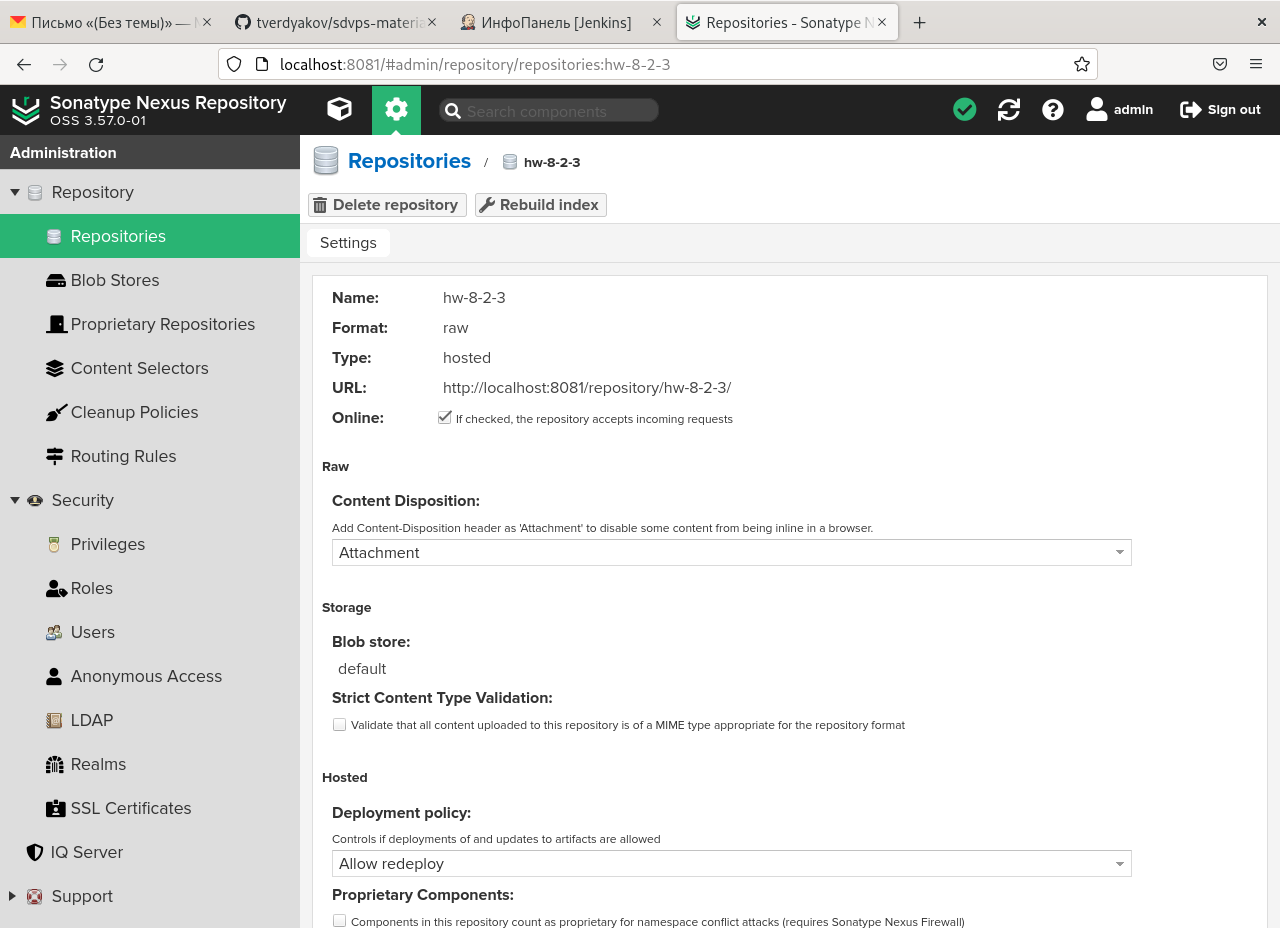 Письмо «(Без темы)» —
tverdyakov/sdvps-materia
ИнфоПанель [Jenkins]
Repositories - Sonatype N
localhost:8081/#admin/repository/repositories:hw-8-2-3
Sonatype Nexus Repository
OSS 3.57.0-01
Search components
admin
Sign out
Administration
Repository
Repositories
Blob Stores
Proprietary Repositories
Content Selectors
Cleanup Policies
Routing Rules
Security
Privileges
Roles
Users
Anonymous Access
LDAP
Realms
SSL Certificates
IQ Server
Support
Repositories / hw-8-2-3
Delete repository
Rebuild index
Settings
Name: hw-8-2-3
Format: raw
Type: hosted
URL: http://localhost:8081/repository/hw-8-2-3/
Online: If checked, the repository accepts incoming requests
Raw
Content Disposition:
Add Content-Disposition header as 'Attachment' to disable some content from being inline in a browser.
Attachment
Storage
Blob store:
default
Strict Content Type Validation:
Validate that all content uploaded to this repository is of a MIME type appropriate for the repository format
Hosted
Deployment policy:
Controls if deployments of and updates to artifacts are allowed
Allow redeploy
Proprietary Components:
Components in this repository count as proprietary for namespace conflict attacks (requires Sonatype Nexus Firewall)